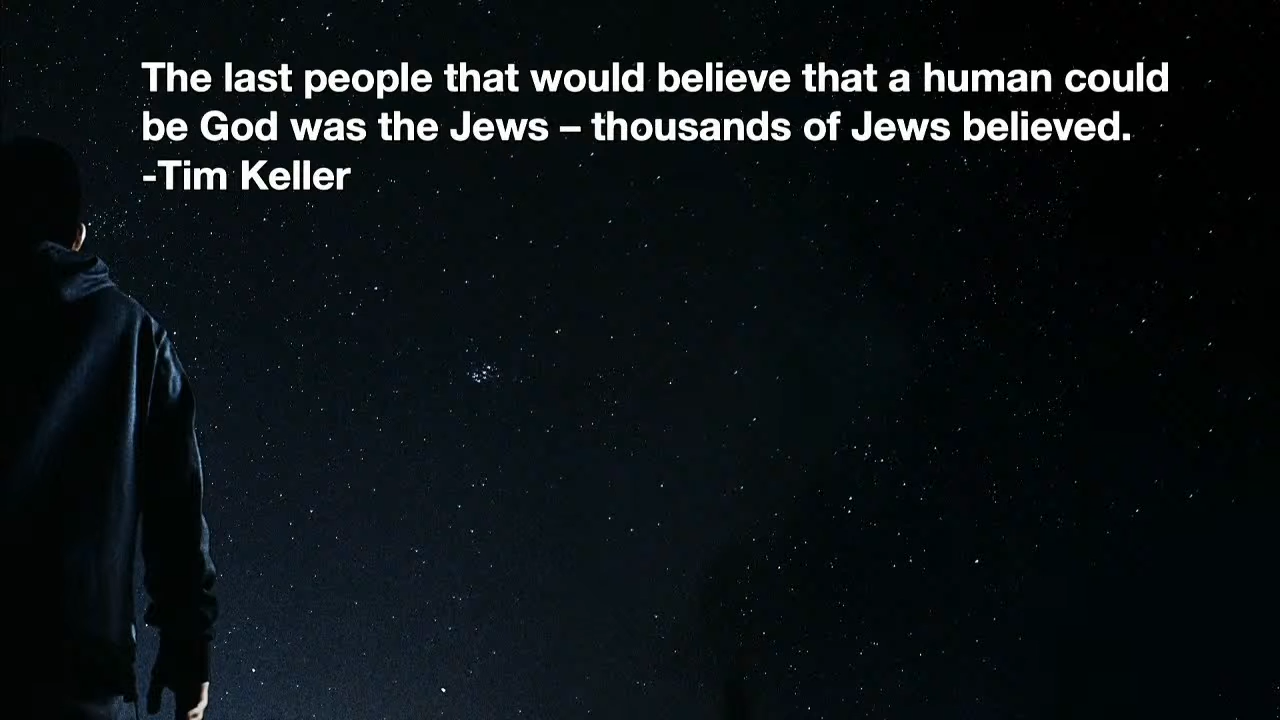 The last people that would believe that a human could
be God was the Jews – thousands of Jews believed.
-Tim Keller